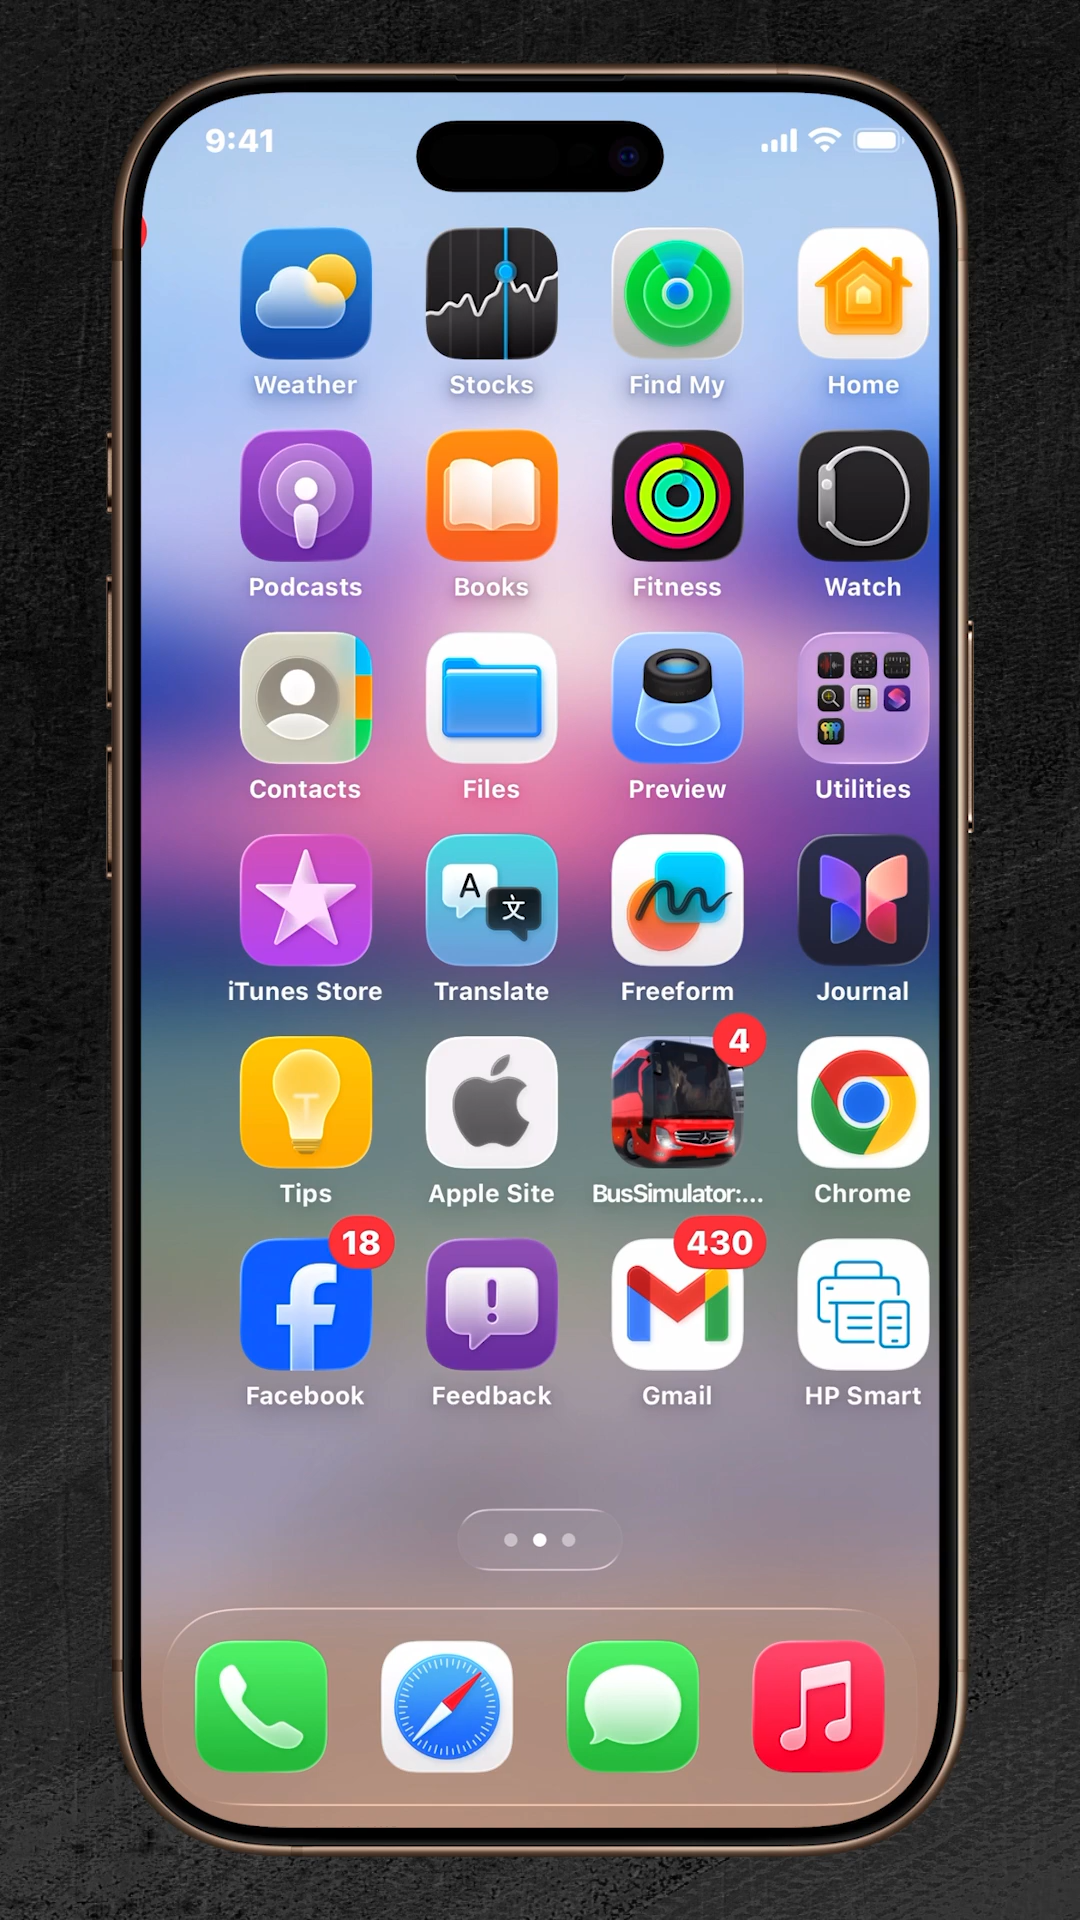 9:41
Weather Stocks Find My Home
Podcasts Books Fitness Watch
Contacts Files Preview Utilities
A 文
iTunes Store Translate Freeform Journal
4
Tips Apple Site BusSimulator:... Chrome
18 430
Facebook Feedback Gmail HP Smart